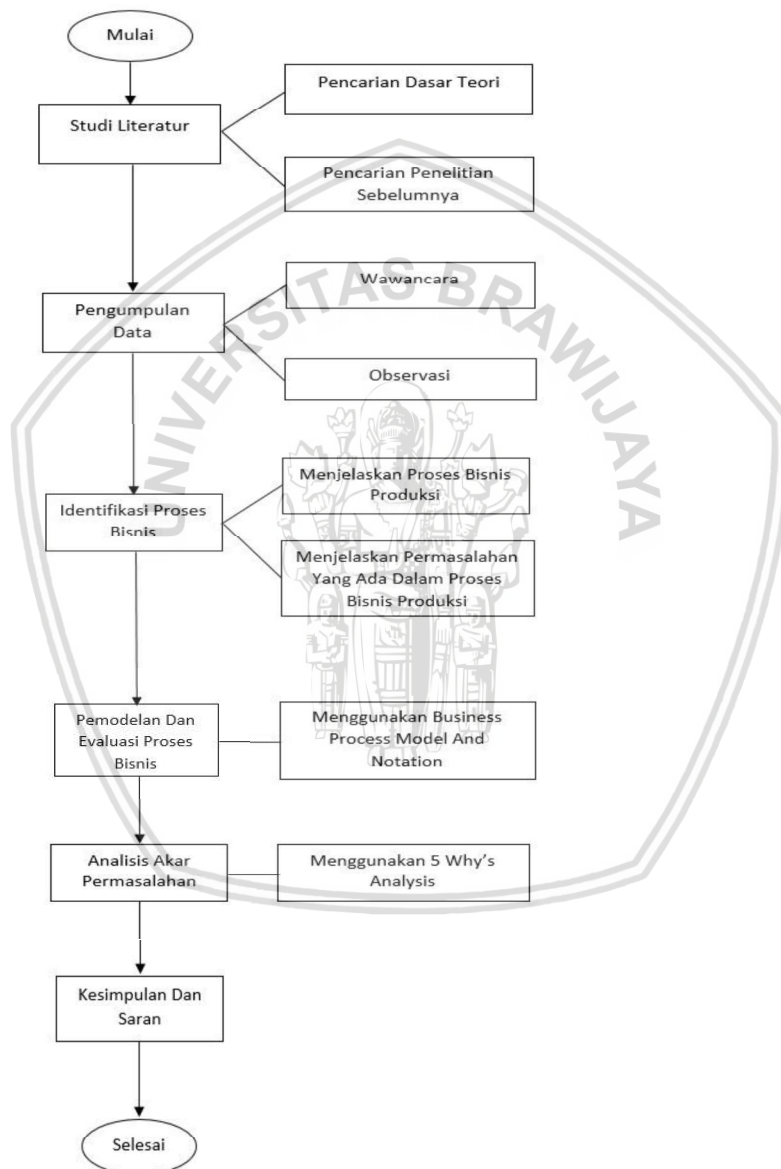 Mulai
Studi Literatur
Pencarian Dasar Teori
Pencarian Penelitian
Sebelumnya
Pengumpulan
Data
Wawancara
Observasi
Identifikasi Proses
Bisnis
Menjelaskan Proses Bisnis
Produksi
Menjelaskan Permasalahan
Yang Ada Dalam Proses
Bisnis Produksi
Pemodelan Dan
Evaluasi Proses
Bisnis
Menggunakan Business
Process Model And
Notation
Analisis Akar
Permasalahan
Menggunakan 5 Why’s
Analysis
Kesimpulan Dan
Saran
Selesai
UNIVERSITAS BRAWIJAYA